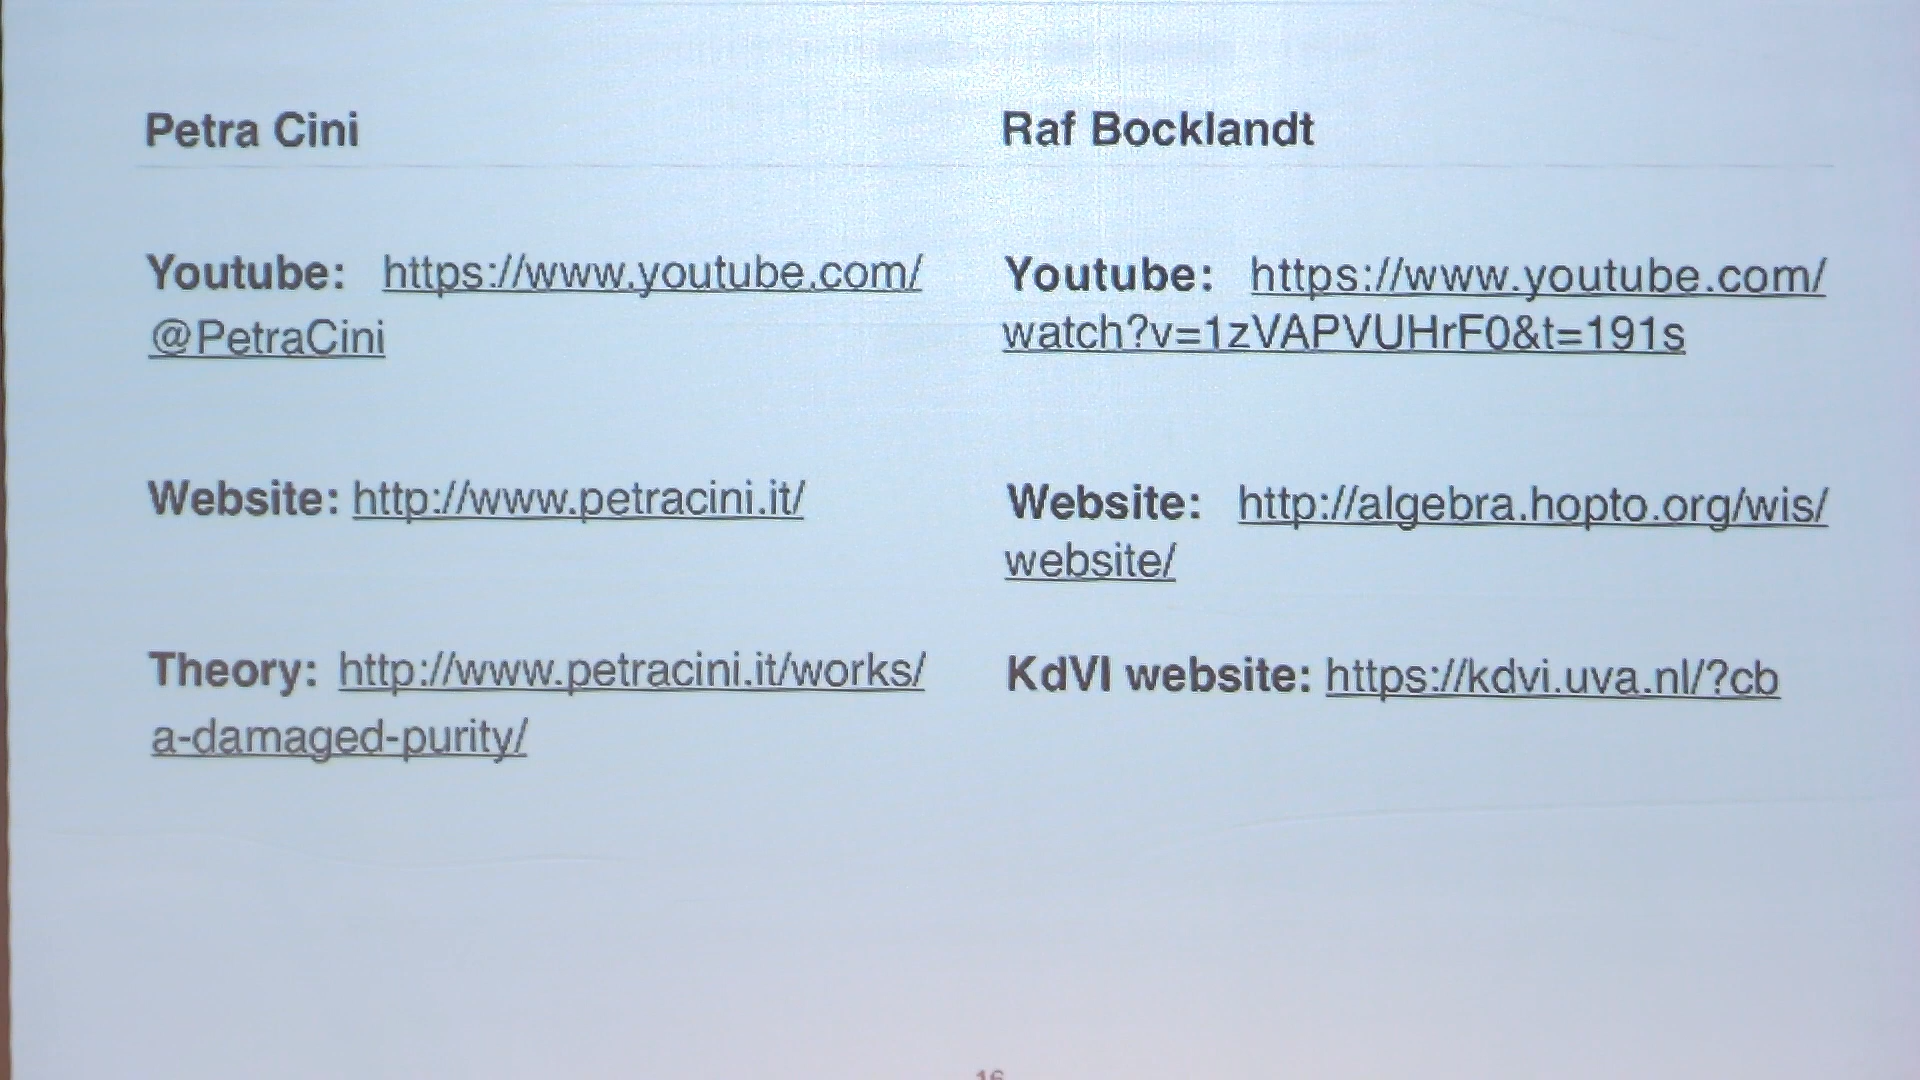 Petra Cini
Youtube: https://www.youtube.com/
@PetraCini
Website: http://www.petracini.it/
Theory: http://www.petracini.it/works/
a-damaged-purity/
Raf Bocklandt
Youtube: https://www.youtube.com/
watch?v=1zVAPVUHrF0&t=191s
Website: http://algebra.hopto.org/wis/
website/
KdVI website: https://kdvi.uva.nl/?cb
16